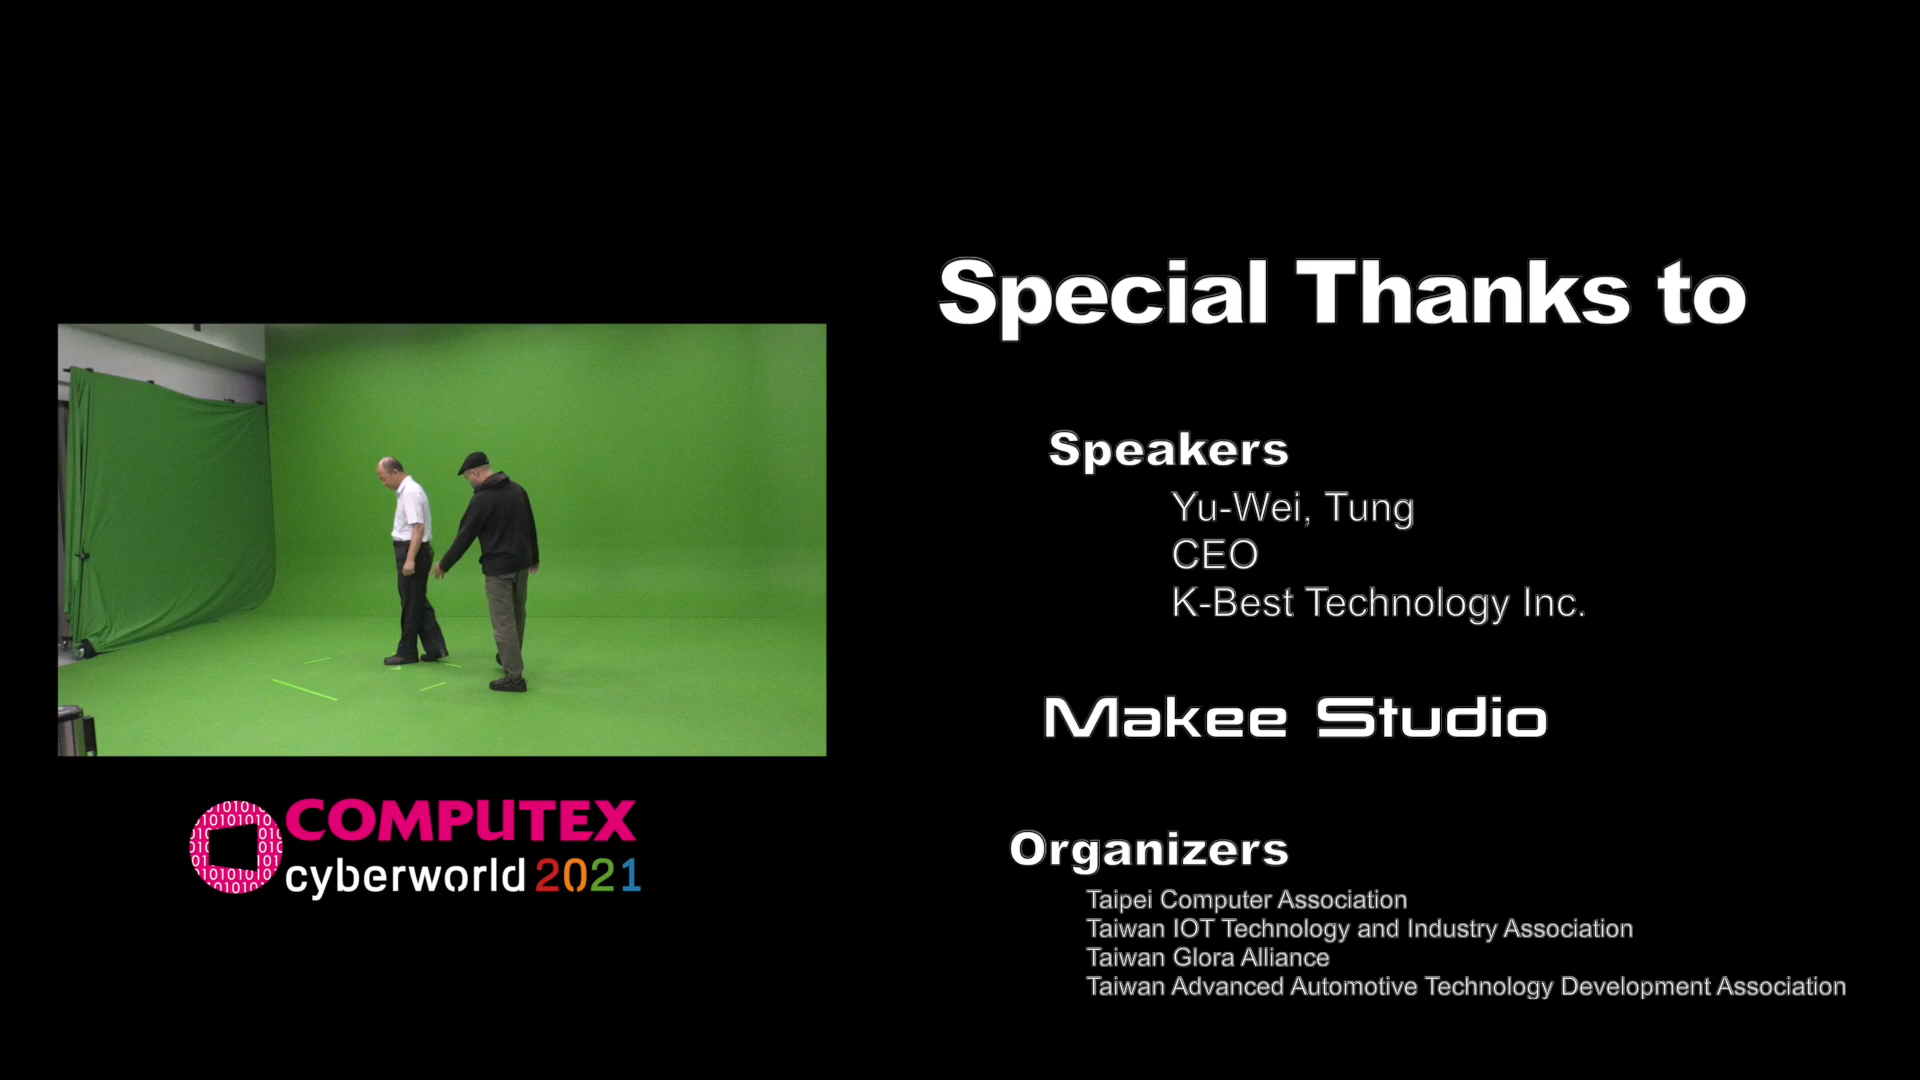 Special Thanks to
Speakers
Yu-Wei, Tung
CEO
K-Best Technology Inc.
Makee Studio
COMPUTEX
cyberworld 2021
Organizers
Taipei Computer Association
Taiwan IOT Technology and Industry Association
Taiwan Glora Alliance
Taiwan Advanced Automotive Technology Development Association